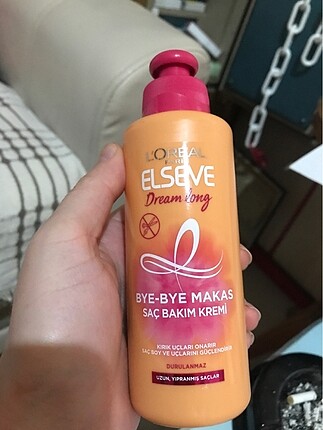 L'ORÉAL
ELSEVE
Dream Long
BYE-BYE MAKAS
SAÇ BAKIM KREMİ
KIRIK UÇLARI ONARIR
SAÇ BOY VE UÇLARINI GÜÇLENDİRİR
DURULANMAZ
UZUN, YIPRANMIŞ SAÇLAR